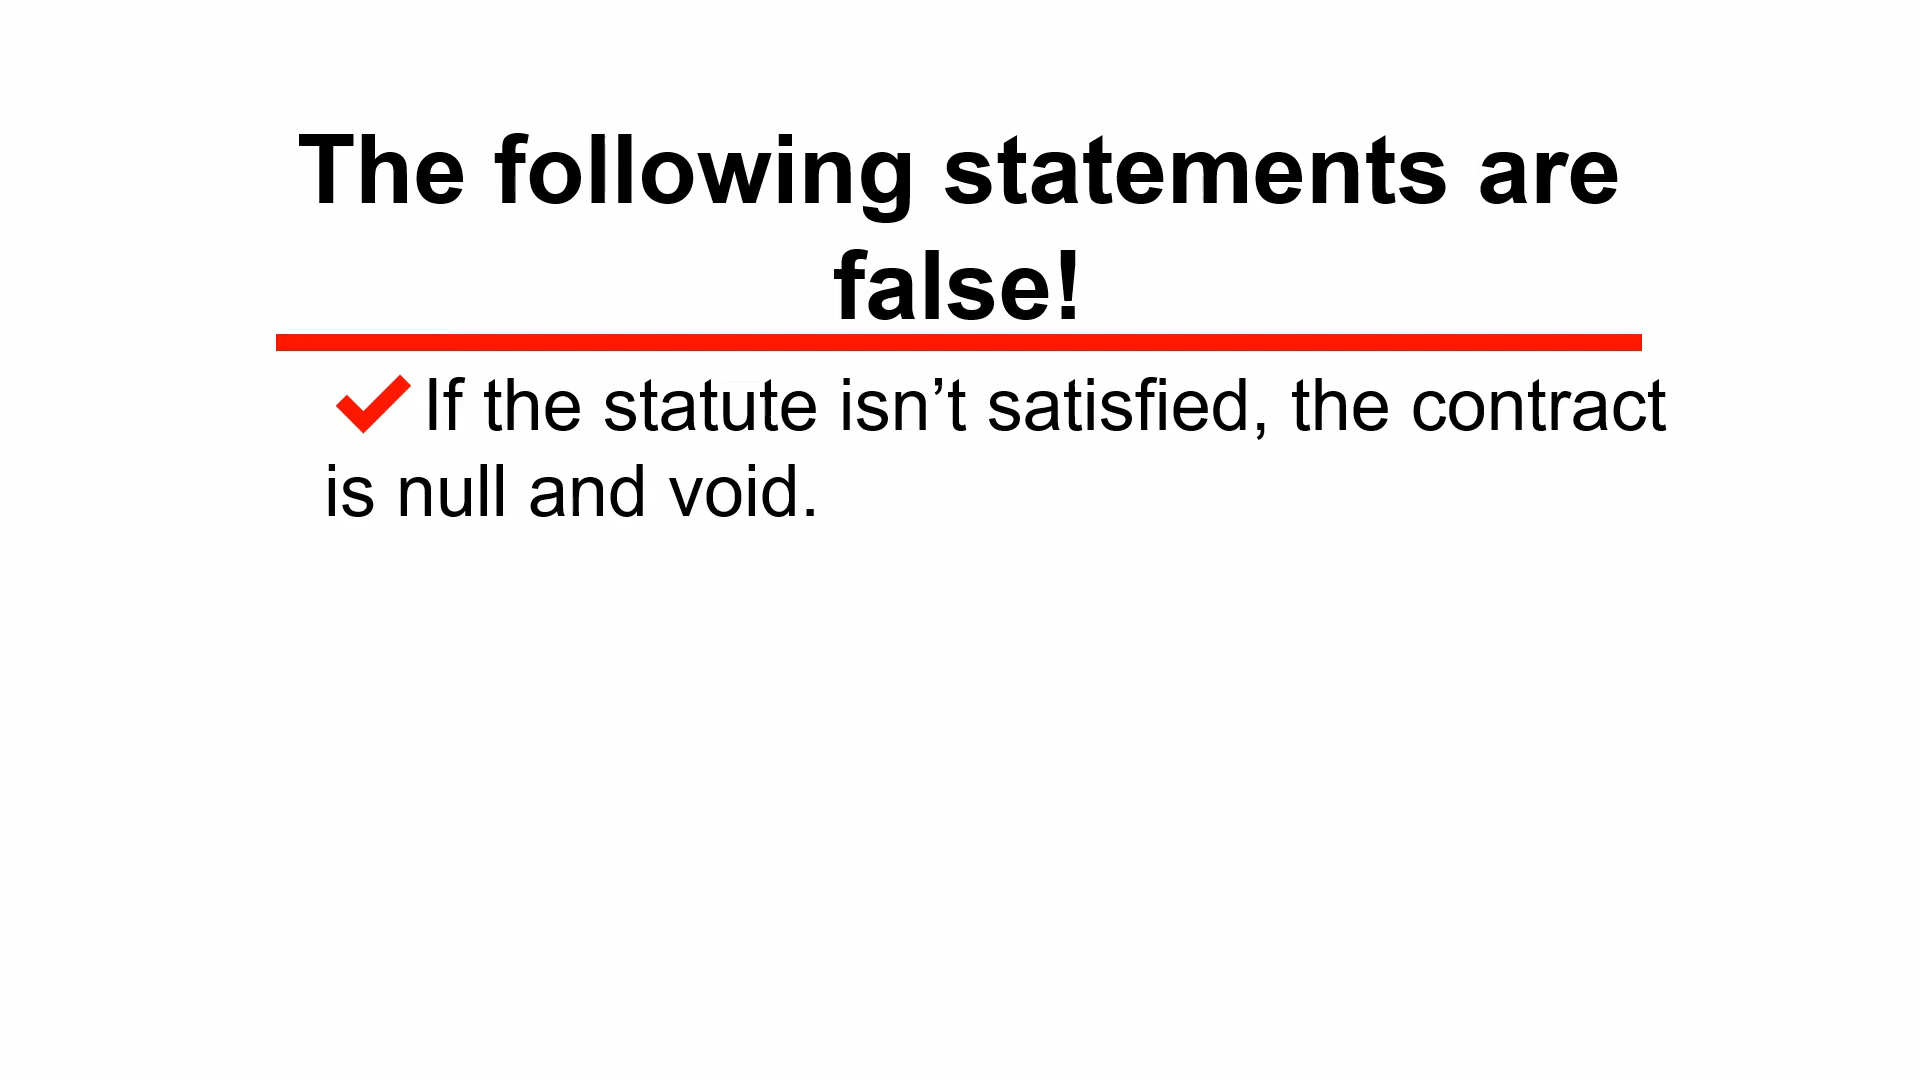 The following statements are
false!
If the statute isn’t satisfied, the contract
is null and void.